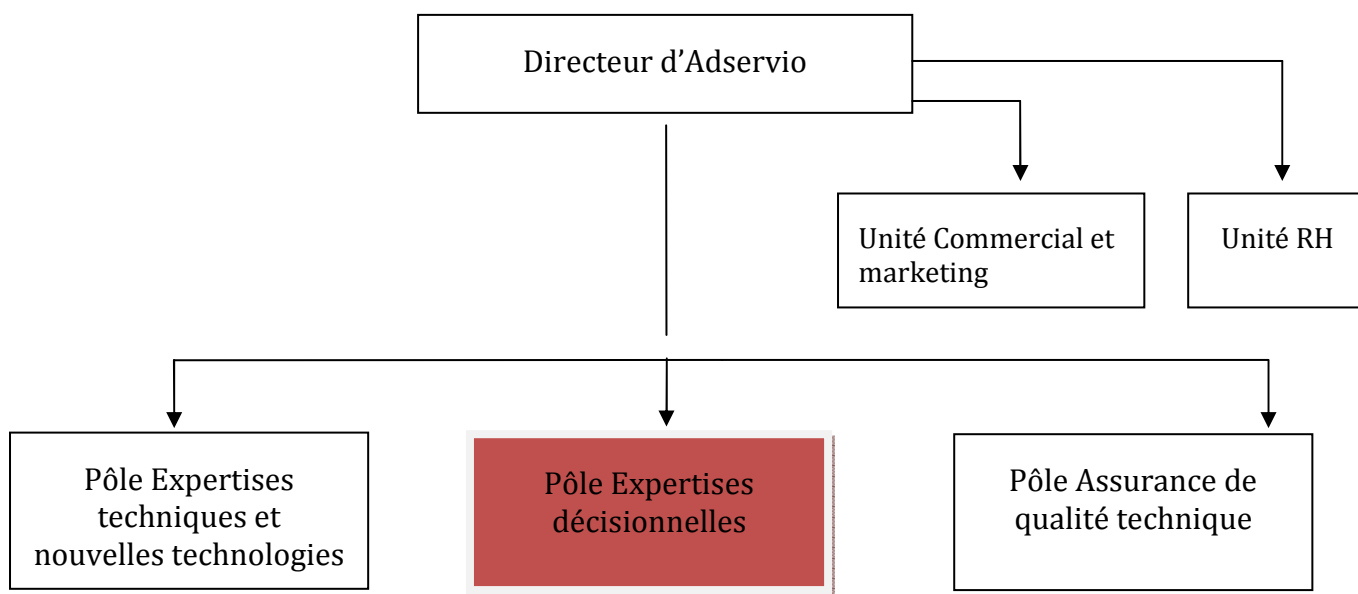 Directeur d’Adservio
Unité Commercial et
marketing
Unité RH
Pôle Expertises
techniques et
nouvelles technologies
Pôle Expertises
décisionnelles
Pôle Assurance de
qualité technique